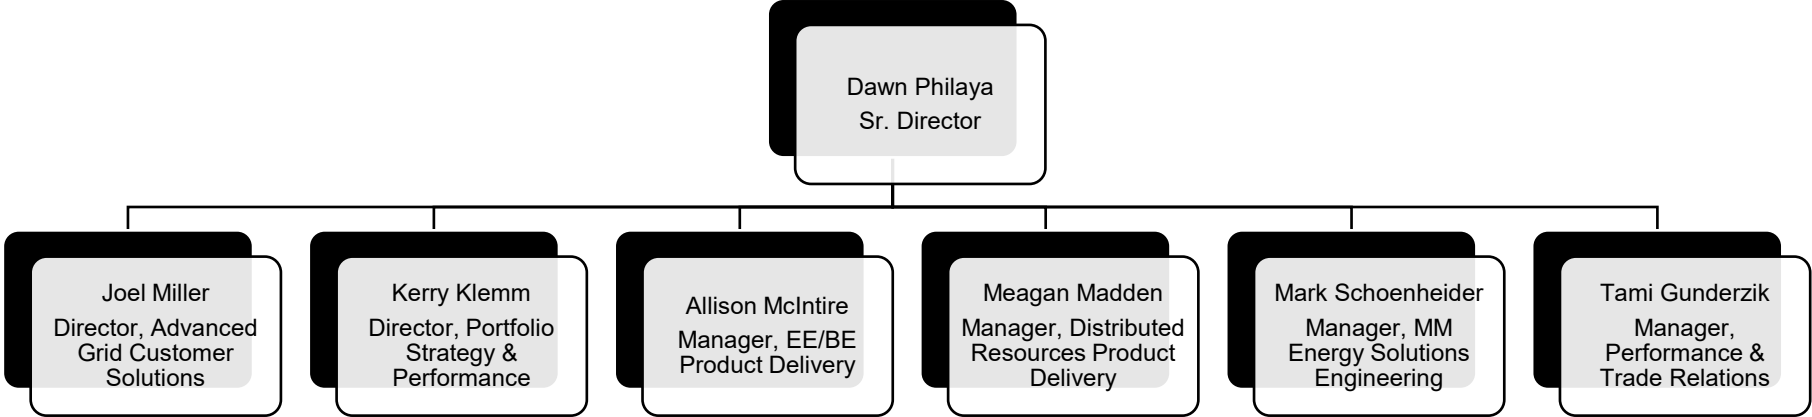 Dawn Philaya
Sr. Director
Joel Miller
Director, Advanced
Grid Customer
Solutions
Kerry Klemm
Director, Portfolio
Strategy &
Performance
Allison McIntire
Manager, EE/BE
Product Delivery
Meagan Madden
Manager, Distributed
Resources Product
Delivery
Mark Schoenheider
Manager, MM
Energy Solutions
Engineering
Tami Gunderzik
Manager,
Performance &
Trade Relations